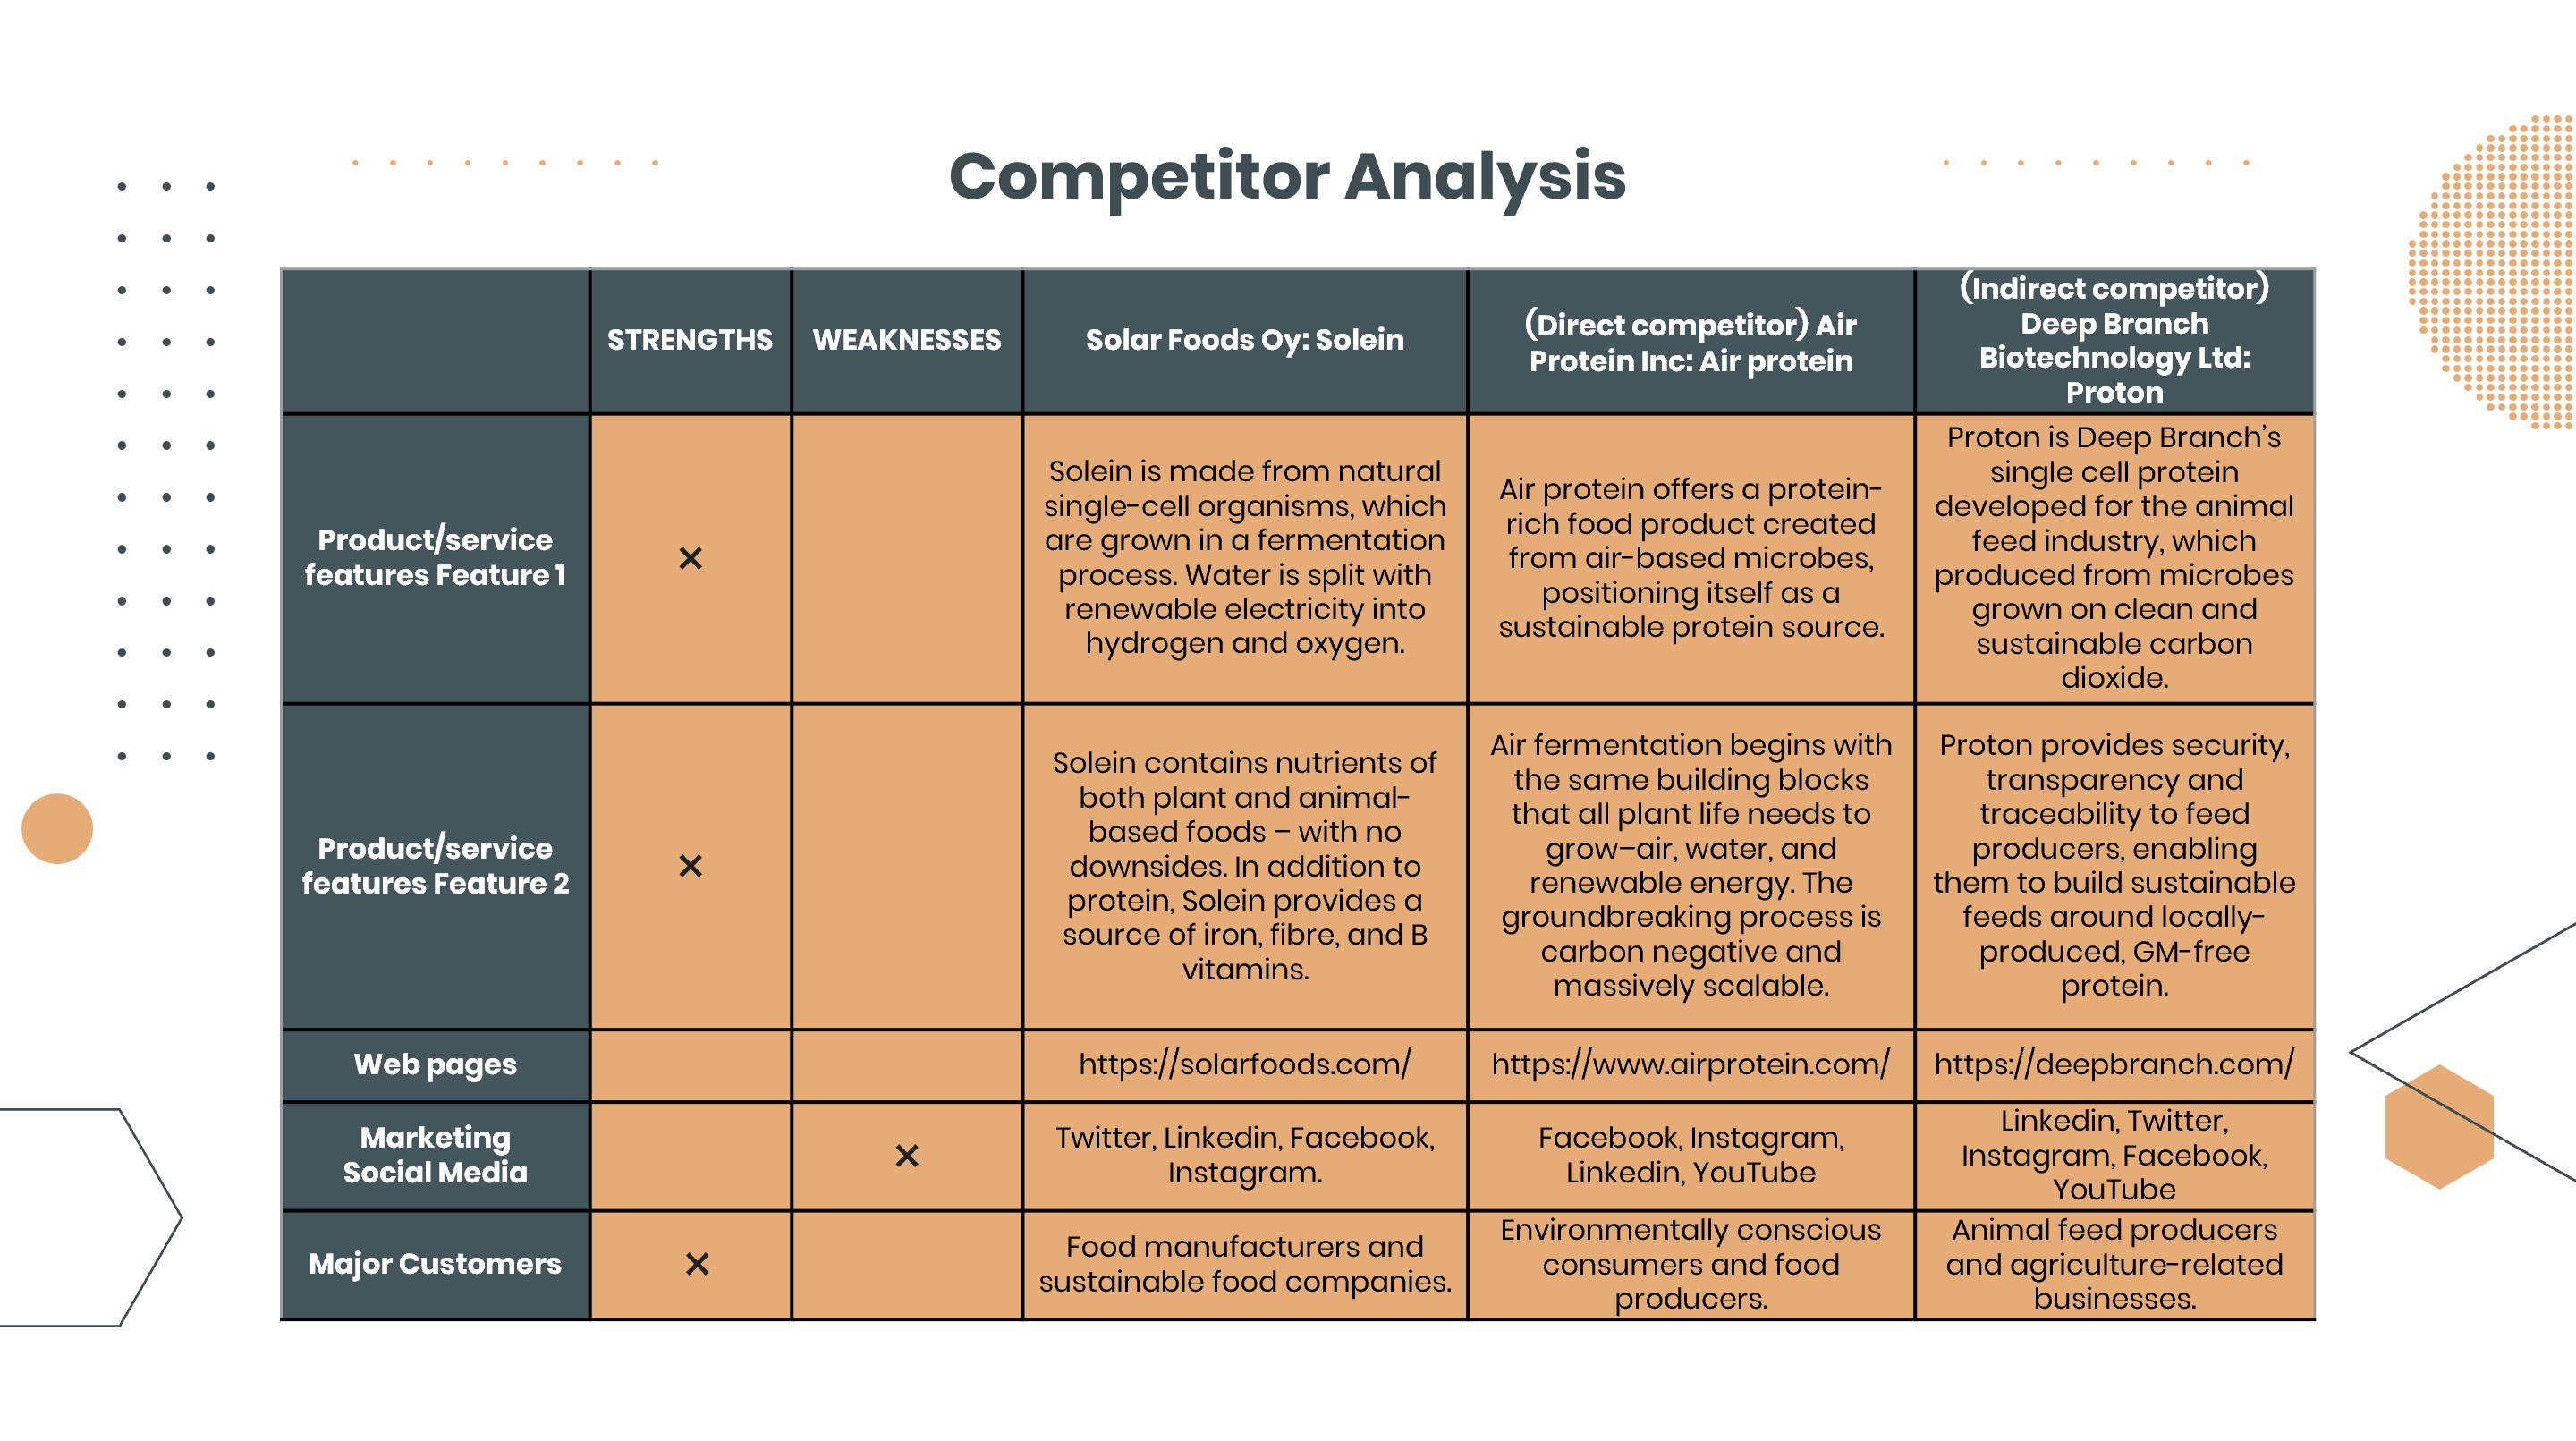 Competitor Analysis
STRENGTHS
WEAKNESSES
Solar Foods Oy: Solein
(Direct competitor) Air
Protein Inc: Air protein
(Indirect competitor)
Deep Branch
Biotechnology Ltd:
Proton
Product/service
features Feature 1
×
Solein is made from natural
single-cell organisms, which
are grown in a fermentation
process. Water is split with
renewable electricity into
hydrogen and oxygen.
Air protein offers a protein-
rich food product created
from air-based microbes,
positioning itself as a
sustainable protein source.
Proton is Deep Branch’s
single cell protein
developed for the animal
feed industry, which
produced from microbes
grown on clean and
sustainable carbon
dioxide.
Product/service
features Feature 2
×
Solein contains nutrients of
both plant and animal-
based foods – with no
downsides. In addition to
protein, Solein provides a
source of iron, fibre, and B
vitamins.
Air fermentation begins with
the same building blocks
that all plant life needs to
grow–air, water, and
renewable energy. The
groundbreaking process is
carbon negative and
massively scalable.
Proton provides security,
transparency and
traceability to feed
producers, enabling
them to build sustainable
feeds around locally-
produced, GM-free
protein.
Web pages
https://solarfoods.com/
https://www.airprotein.com/
https://deepbranch.com/
Marketing
Social Media
×
Twitter, Linkedin, Facebook,
Instagram.
Facebook, Instagram,
Linkedin, YouTube
Linkedin, Twitter,
Instagram, Facebook,
YouTube
Major Customers
×
Food manufacturers and
sustainable food companies.
Environmentally conscious
consumers and food
producers.
Animal feed producers
and agriculture-related
businesses.